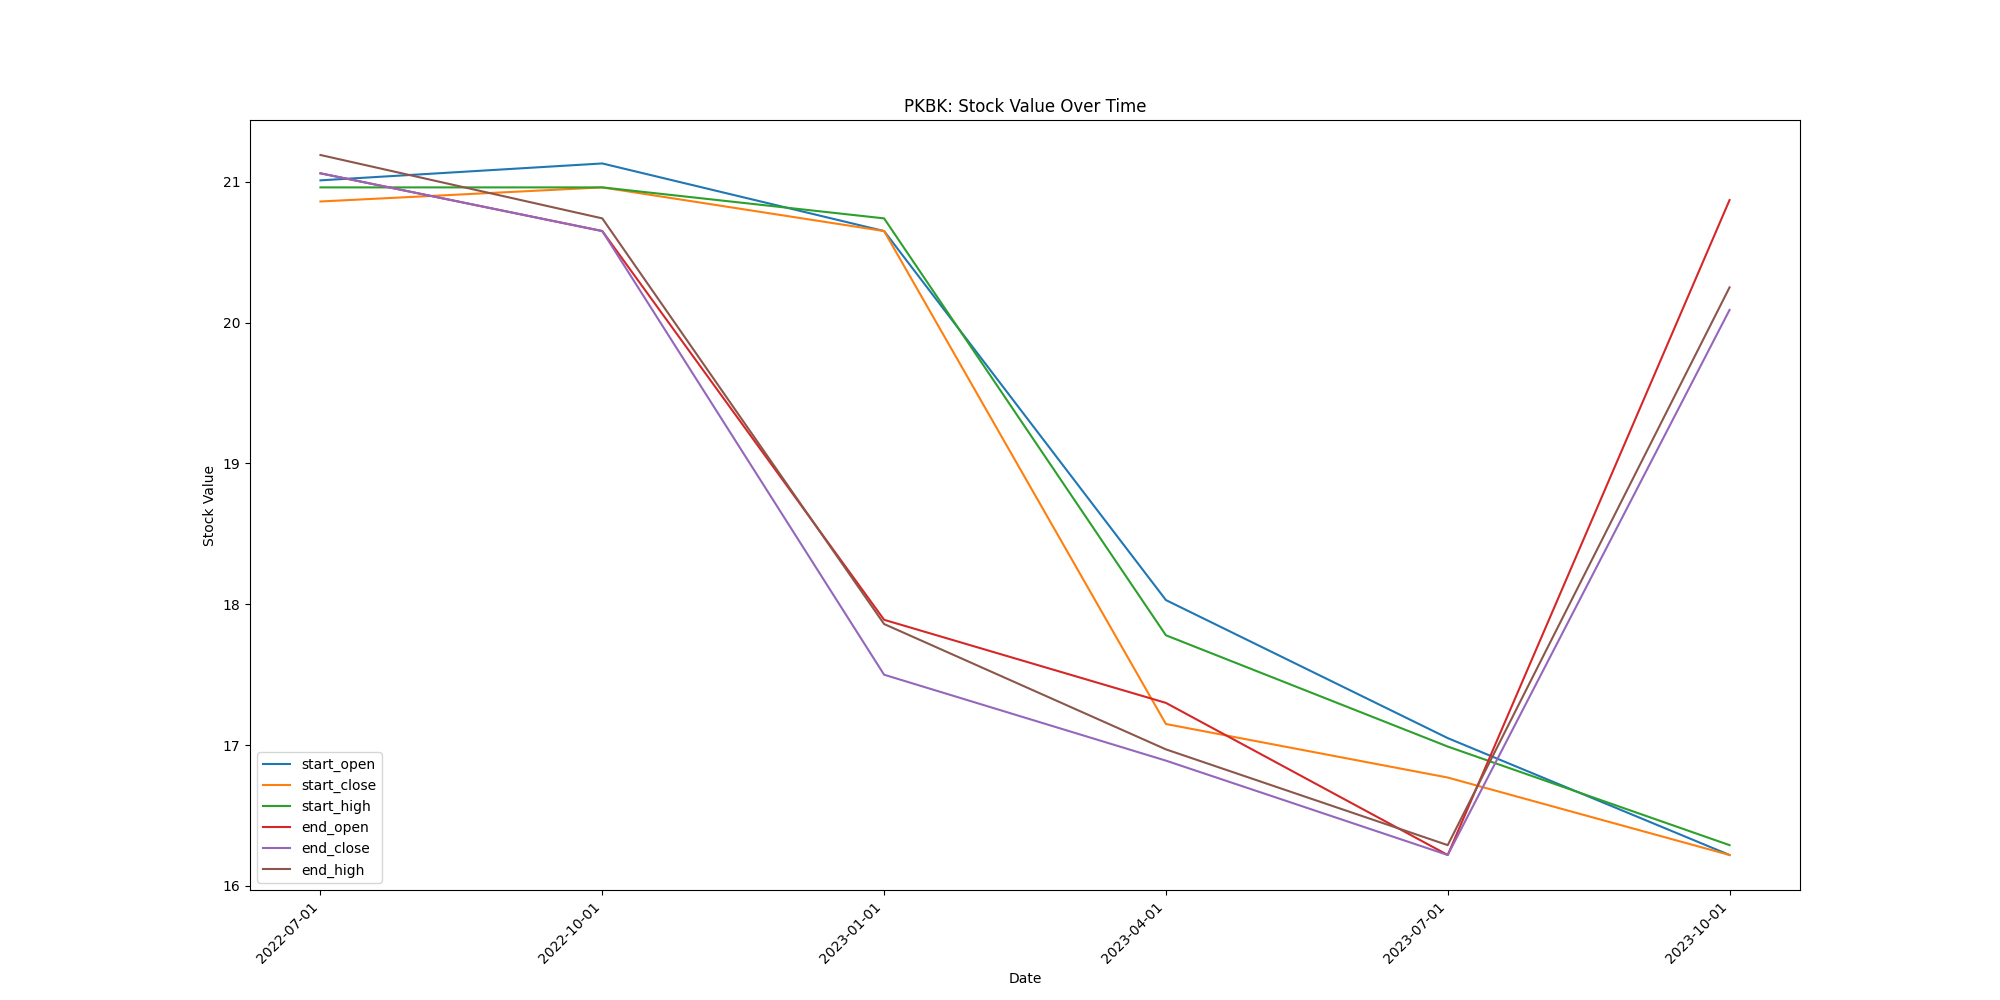 PKBK: Stock Value Over Time
Stock Value
21
20
19
18
17
16
start_open
start_close
start_high
end_open
end_close
end_high
2022-07-01
2022-10-01
2023-01-01
2023-04-01
2023-07-01
2023-10-01
Date